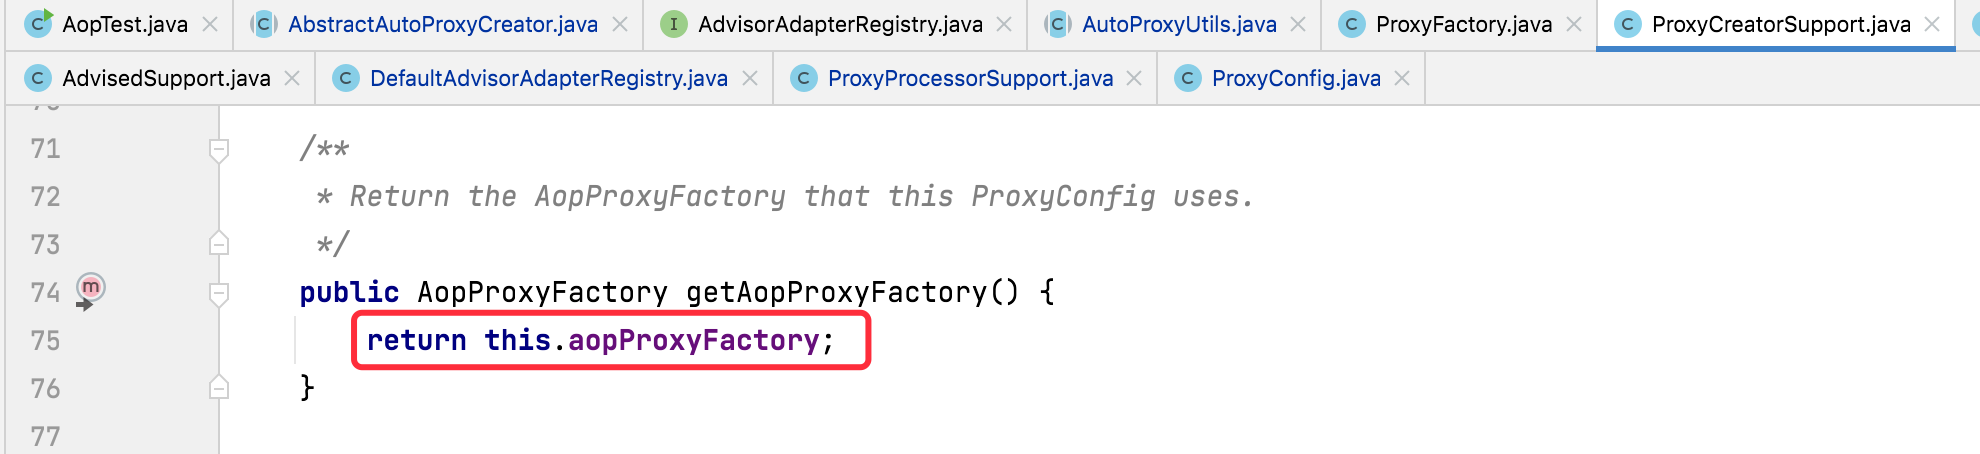 AopTest.java AbstractAutoProxyCreator.java AdvisorAdapterRegistry.java AutoProxyUtils.java ProxyFactory.java ProxyCreatorSupport.java
AdvisedSupport.java DefaultAdvisorAdapterRegistry.java ProxyProcessorSupport.java ProxyConfig.java
71 /**
72 * Return the AopProxyFactory that this ProxyConfig uses.
73 */
74 public AopProxyFactory getAopProxyFactory() {
75 return this.aopProxyFactory;
76 }
77